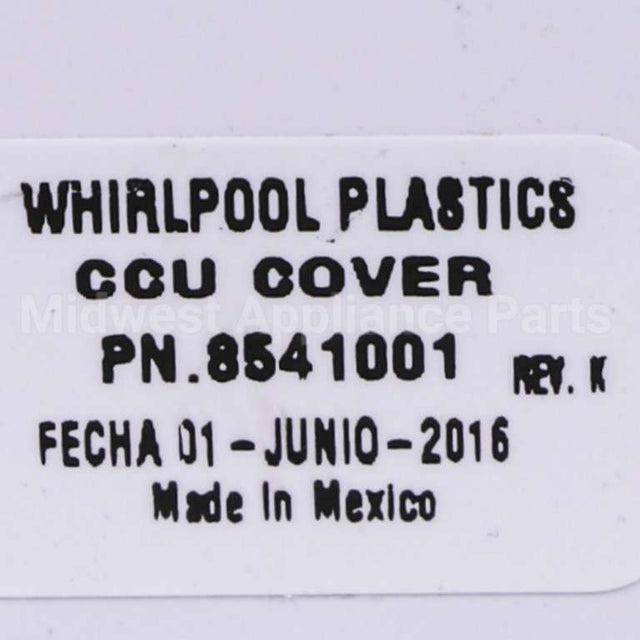 WHIRLPOOL PLASTICS
CCU COVER
Midwest Appliance Parts
PN.8541001 REV. K
FECHA 01-JUNIO-2016
Made In Mexico